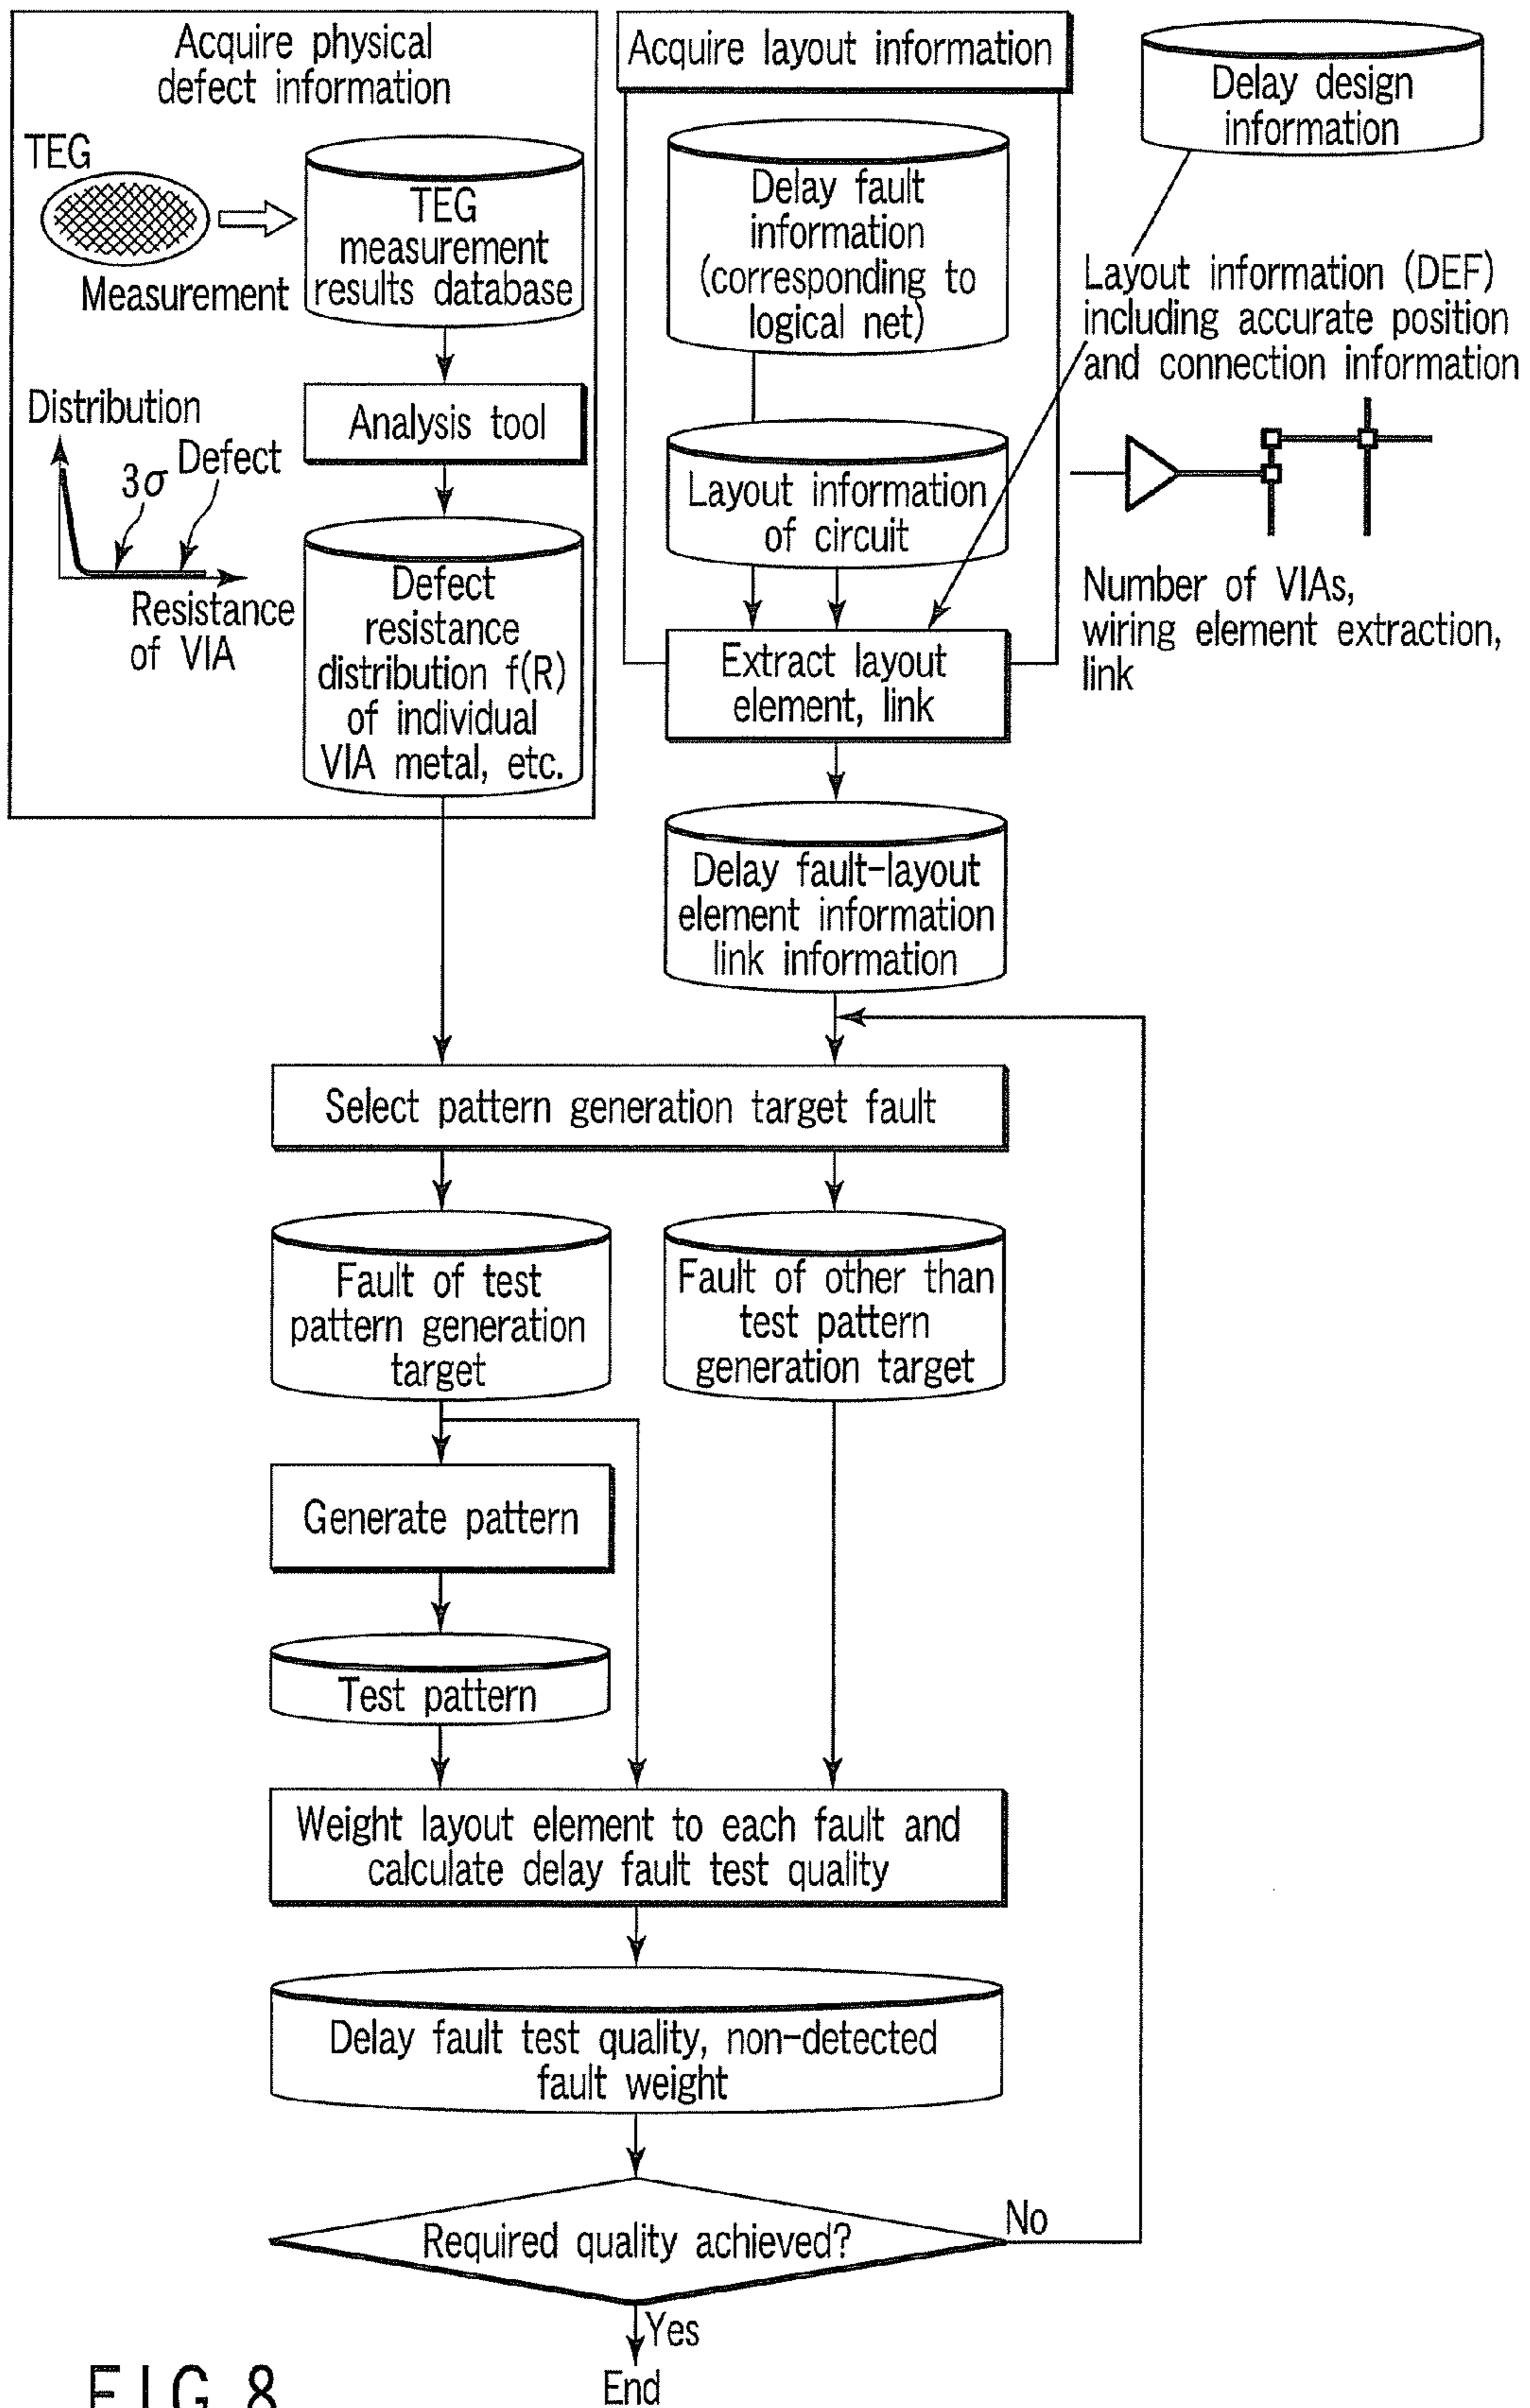 Acquire physical
defect information
TEG
Measurement
TEG
measurement
results database
Analysis tool
Distribution
3σ
Defect
Resistance
of VIA
Defect
resistance
distribution f(R)
of individual
VIA metal, etc.
Acquire layout information
Delay fault
information
(corresponding to
logical net)
Layout information
of circuit
Extract layout
element, link
Delay design
information
Layout information (DEF)
including accurate position
and connection information
Number of VIAs,
wiring element extraction,
link
Delay fault-layout
element information
link information
Select pattern generation target fault
Fault of test
pattern generation
target
Fault of other than
test pattern
generation target
Generate pattern
Test pattern
Weight layout element to each fault and
calculate delay fault test quality
Delay fault test quality, non-detected
fault weight
Required quality achieved?
No
Yes
End
FIG. 8